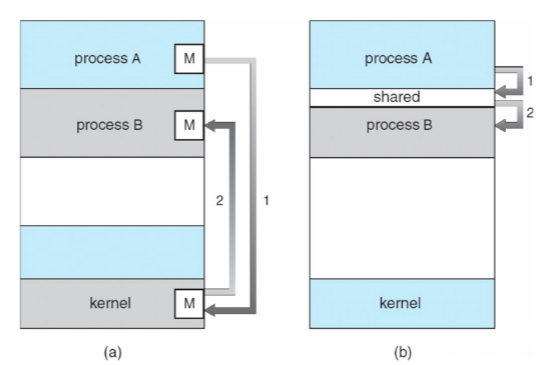 process A
M
process B
M
2
1
kernel
M
(a)
process A
1
shared
2
process B
kernel
(b)